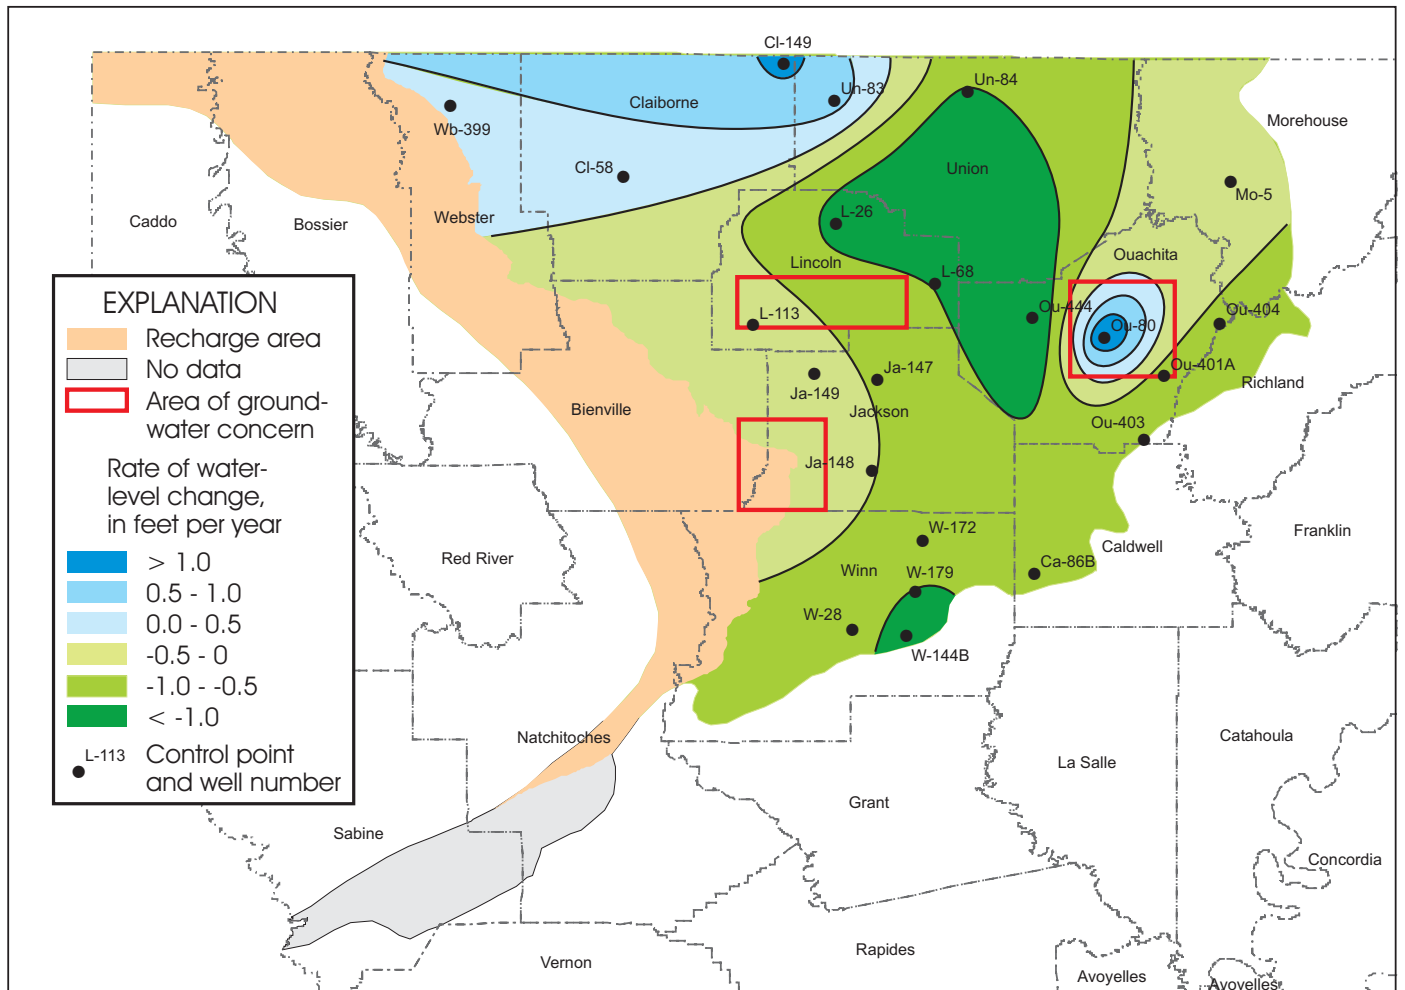 Cl-149
Un-83
Un-84
Claiborne
Wb-399
Morehouse
Cl-58
Union
Mo-5
Caddo
Bossier
Webster
L-26
Ouachita
Lincoln
L-68
EXPLANATION
Recharge area
No data
Area of ground-
water concern
Rate of water-
level change,
in feet per year
> 1.0
0.5 - 1.0
0.0 - 0.5
-0.5 - 0
-1.0 - -0.5
< -1.0
L-113 Control point
and well number
L-113
Ou-444
Ou-80
Ou-404
Ja-149
Ja-147
Ou-401A
Richland
Bienville
Jackson
Ou-403
Ja-148
Red River
W-172
Caldwell
Franklin
Winn
W-179
Ca-86B
W-28
W-144B
Natchitoches
Catahoula
La Salle
Grant
Sabine
Concordia
Vernon
Rapides
Avoyelles
Avoyelles